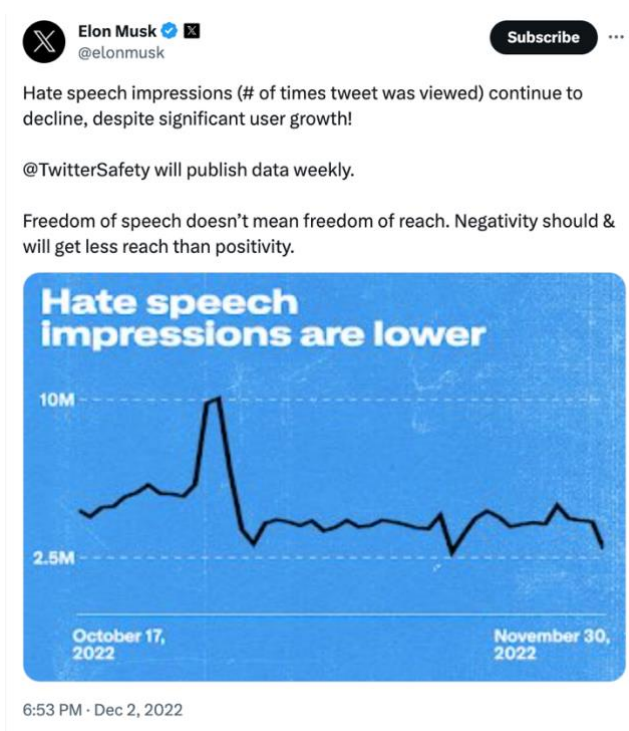 Elon Musk
@elonmusk
Subscribe
Hate speech impressions (# of times tweet was viewed) continue to
decline, despite significant user growth!
@TwitterSafety will publish data weekly.
Freedom of speech doesn’t mean freedom of reach. Negativity should &
will get less reach than positivity.
Hate speech
impressions are lower
10M
2.5M
October 17,
2022
November 30,
2022
6:53 PM · Dec 2, 2022